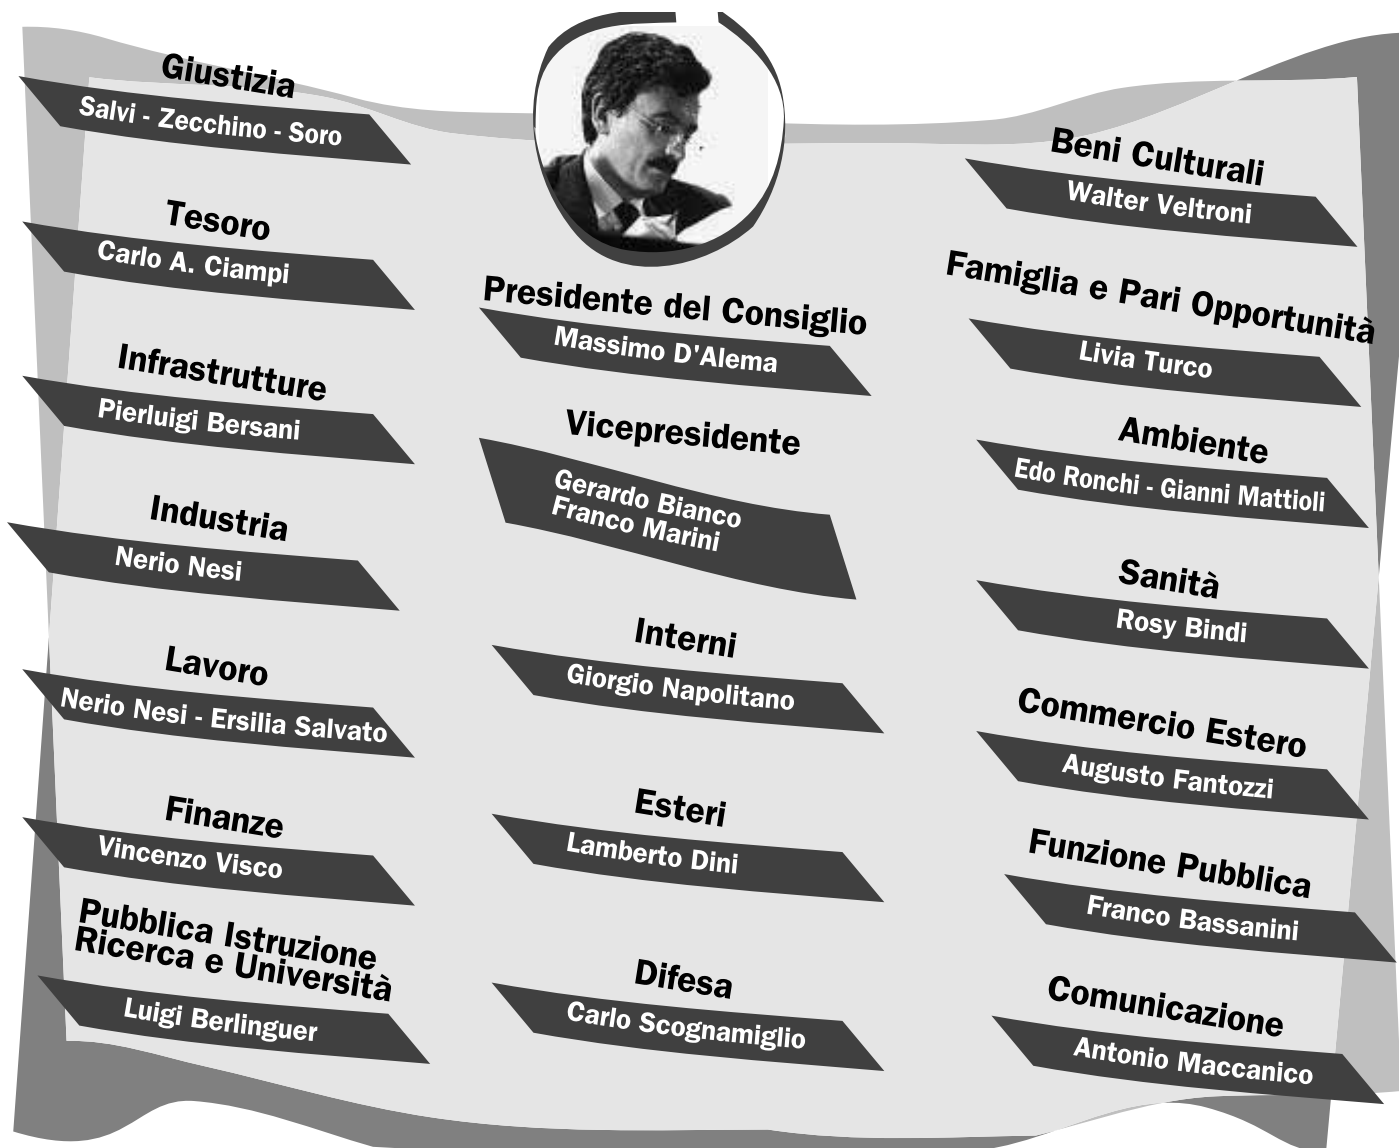 Giustizia
Salvi - Zecchino - Soro
Tesoro
Carlo A. Ciampi
Infrastrutture
Pierluigi Bersani
Industria
Nerio Nesi
Lavoro
Nerio Nesi - Ersilia Salvato
Finanze
Vincenzo Visco
Pubblica Istruzione
Ricerca e Università
Luigi Berlinguer
Presidente del Consiglio
Massimo D'Alema
Vicepresidente
Gerardo Bianco
Franco Marini
Interni
Giorgio Napolitano
Esteri
Lamberto Dini
Difesa
Carlo Scognamiglio
Beni Culturali
Walter Veltroni
Famiglia e Pari Opportunità
Livia Turco
Ambiente
Edo Ronchi - Gianni Mattioli
Sanità
Rosy Bindi
Commercio Estero
Augusto Fantozzi
Funzione Pubblica
Franco Bassanini
Comunicazione
Antonio Maccanico